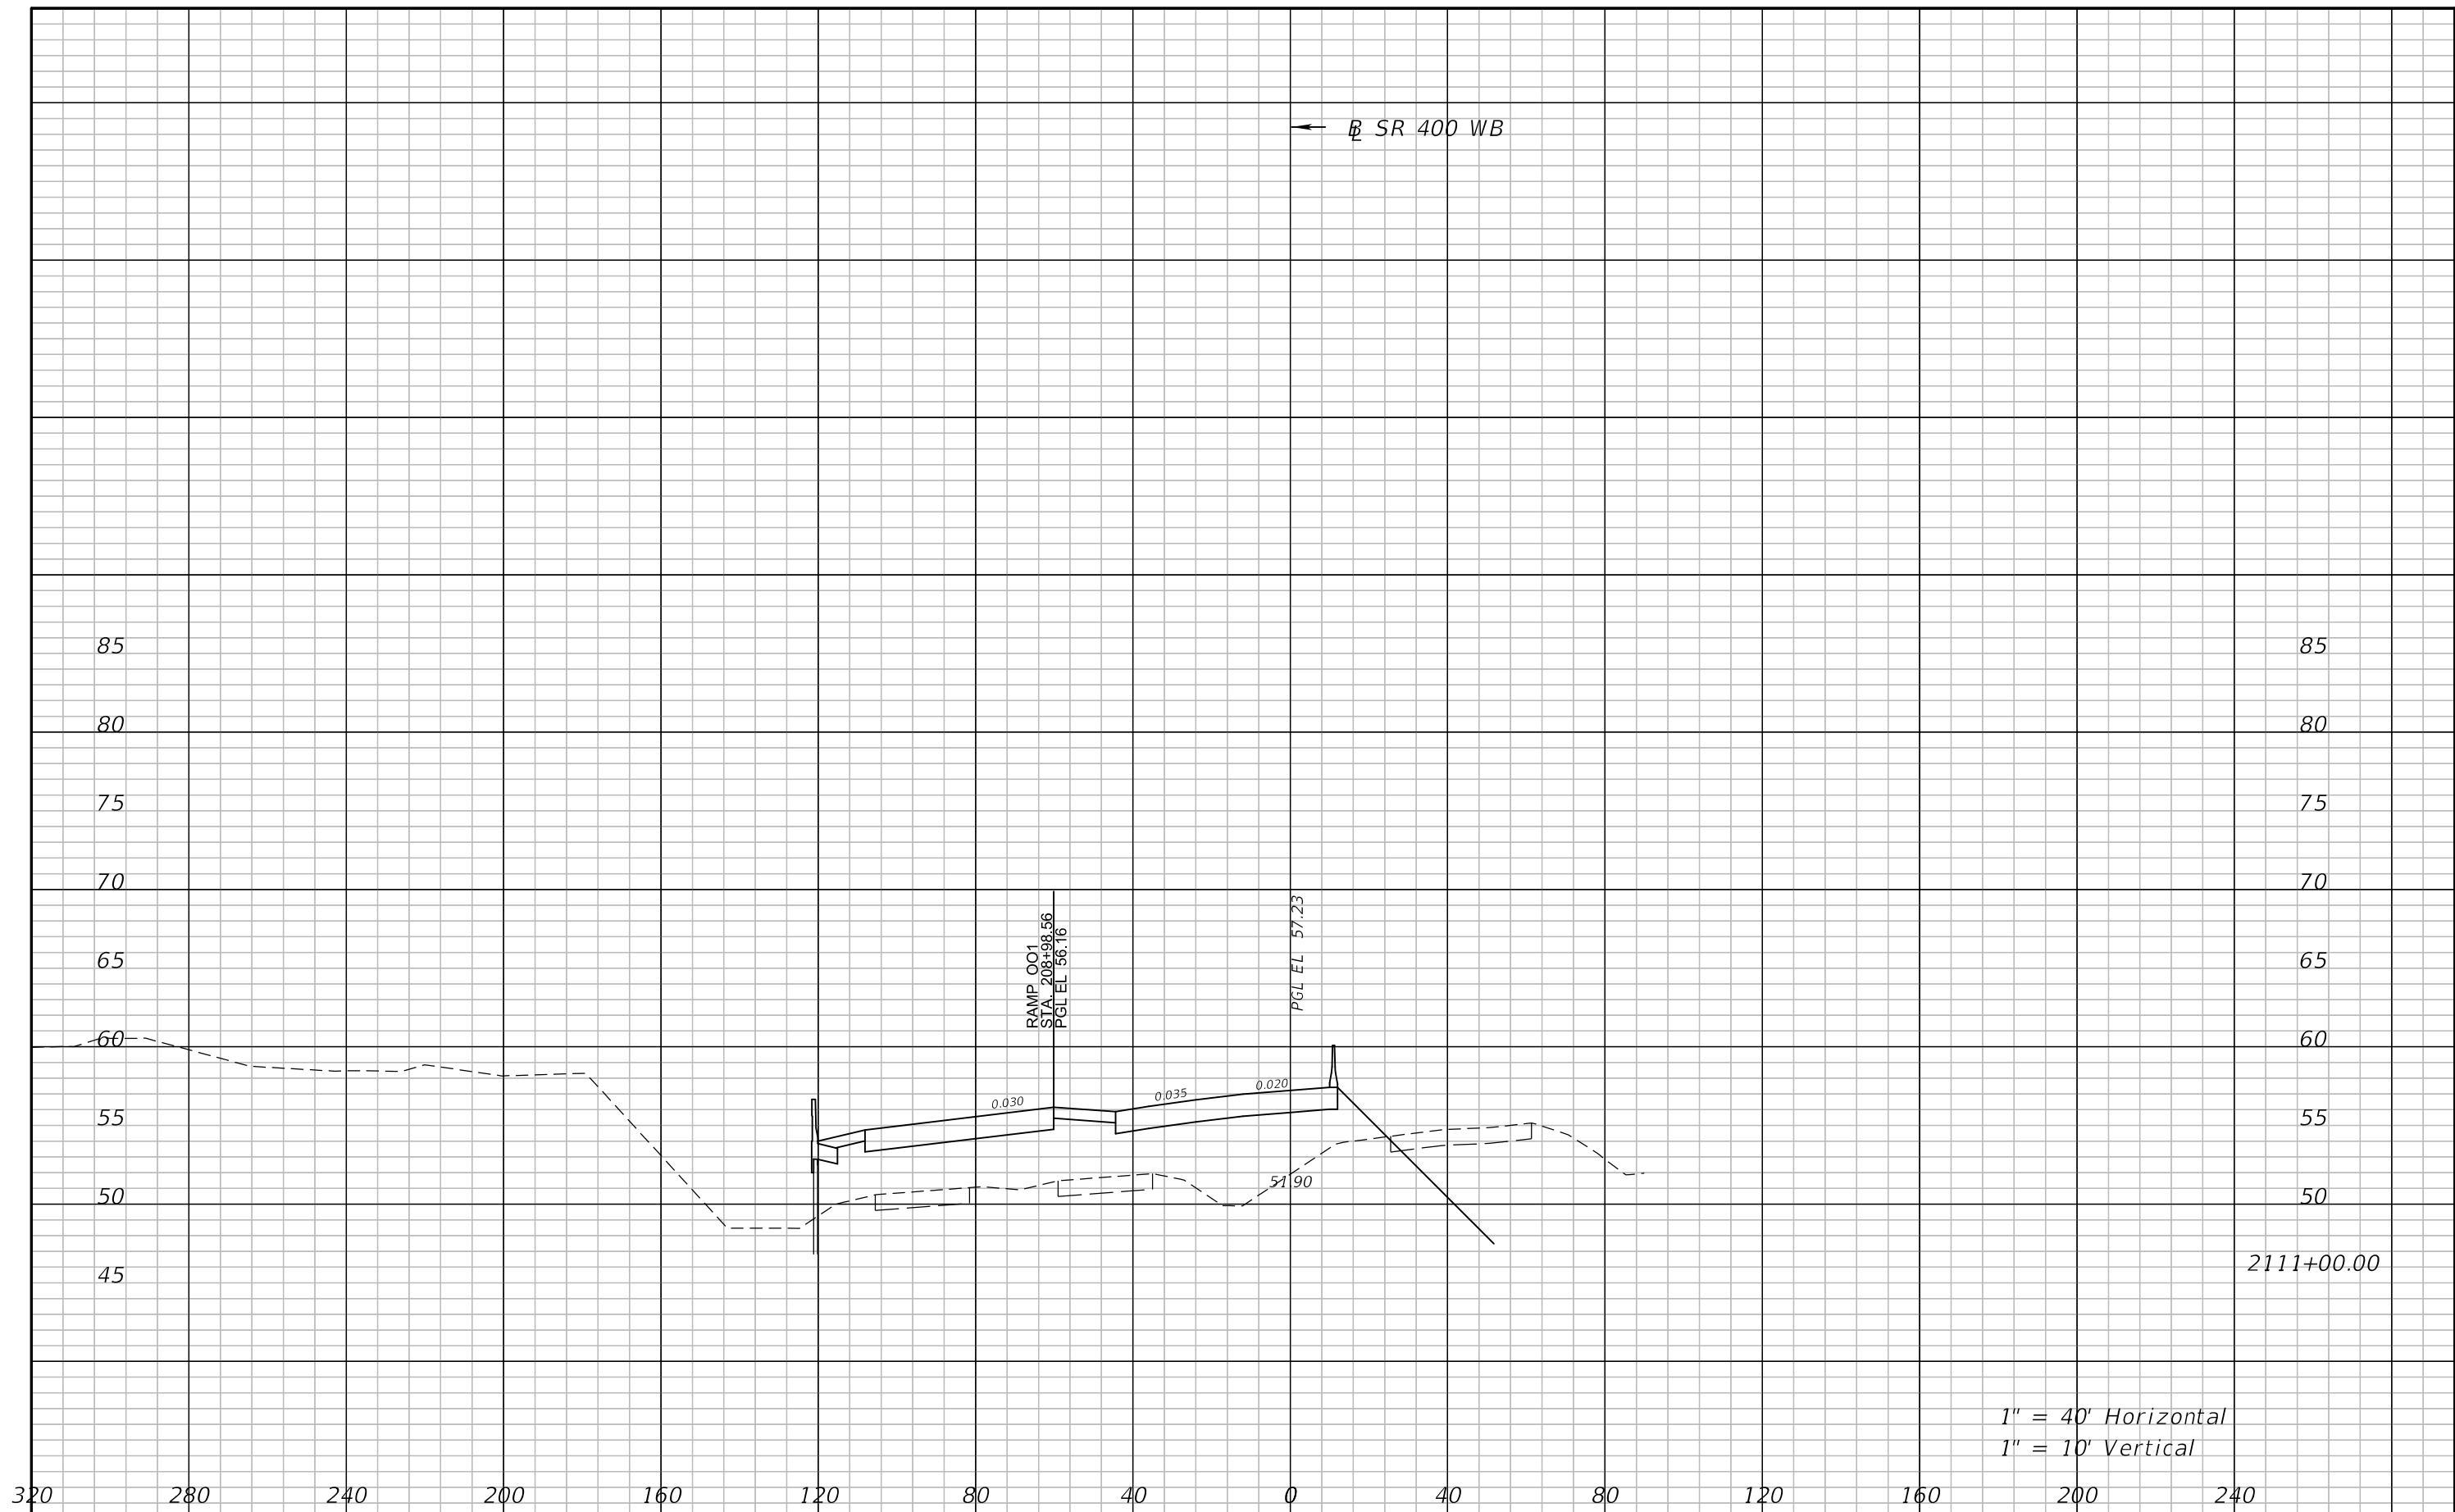 BL SR 400 WB
85 85
80 80
75 75
70 70
RAMP OO1
STA. 208+98.56
PGL EL 56.16
PGL EL 57.23
65 65
60 60
0.030 0.035 0.020
55 55
51.90
50 50
45
2111+00.00
1" = 40' Horizontal
1" = 10' Vertical
320 280 240 200 160 120 80 40 0 40 80 120 160 200 240